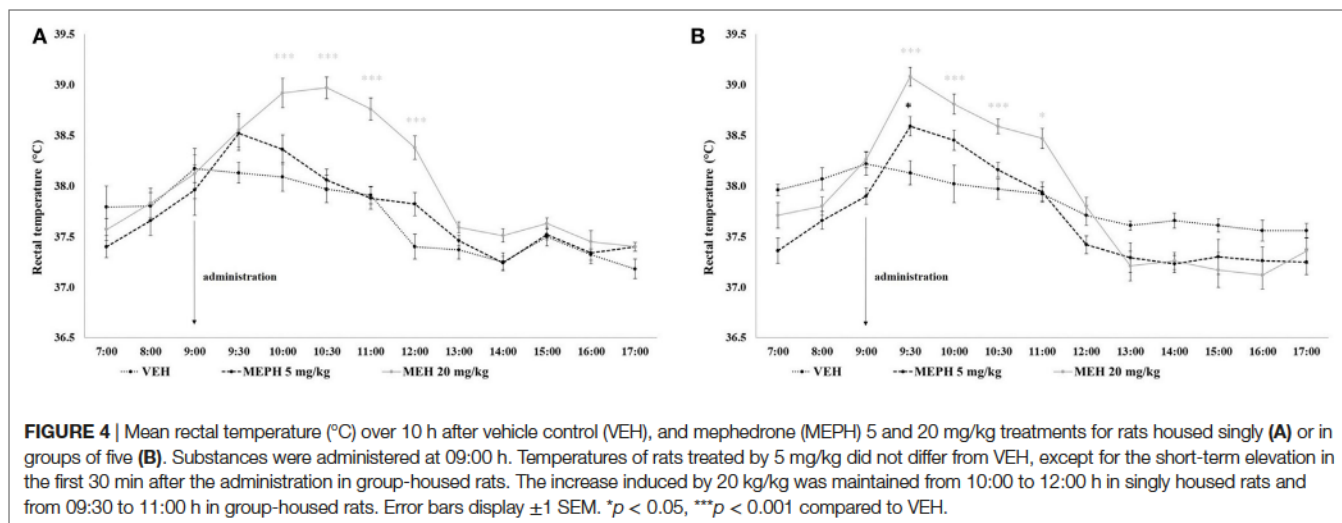 A
B
39.5
39.0
38.5
38.0
37.5
37.0
36.5
Rectal temperature (°C)
***
***
***
***
administration
7:00 8:00 9:00 9:30 10:00 10:30 11:00 12:00 13:00 14:00 15:00 16:00 17:00
VEH MEPH 5 mg/kg MEH 20 mg/kg
39.5
39.0
38.5
38.0
37.5
37.0
36.5
Rectal temperature (°C)
***
*
***
***
*
administration
7:00 8:00 9:00 9:30 10:00 10:30 11:00 12:00 13:00 14:00 15:00 16:00 17:00
VEH MEPH 5 mg/kg MEH 20 mg/kg
FIGURE 4 | Mean rectal temperature (°C) over 10 h after vehicle control (VEH), and mephedrone (MEPH) 5 and 20 mg/kg treatments for rats housed singly (A) or in
groups of five (B). Substances were administered at 09:00 h. Temperatures of rats treated by 5 mg/kg did not differ from VEH, except for the short-term elevation in
the first 30 min after the administration in group-housed rats. The increase induced by 20 kg/kg was maintained from 10:00 to 12:00 h in singly housed rats and
from 09:30 to 11:00 h in group-housed rats. Error bars display ±1 SEM. *p < 0.05, ***p < 0.001 compared to VEH.